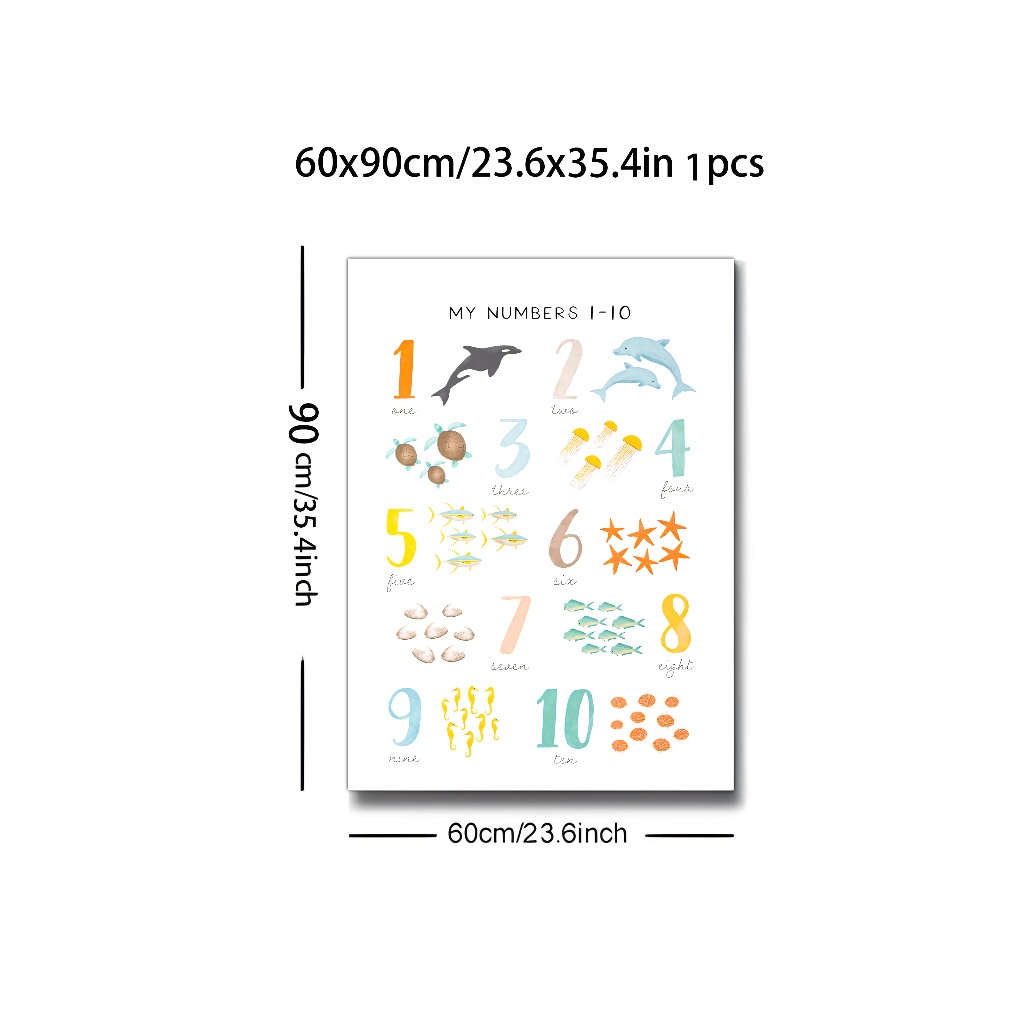 60x90cm/23.6x35.4in 1pcs
90 cm/35.4inch
MY NUMBERS 1-10
1 2
one two
3 4
three four
5 6
five six
7 8
seven eight
9 10
nine ten
60cm/23.6inch